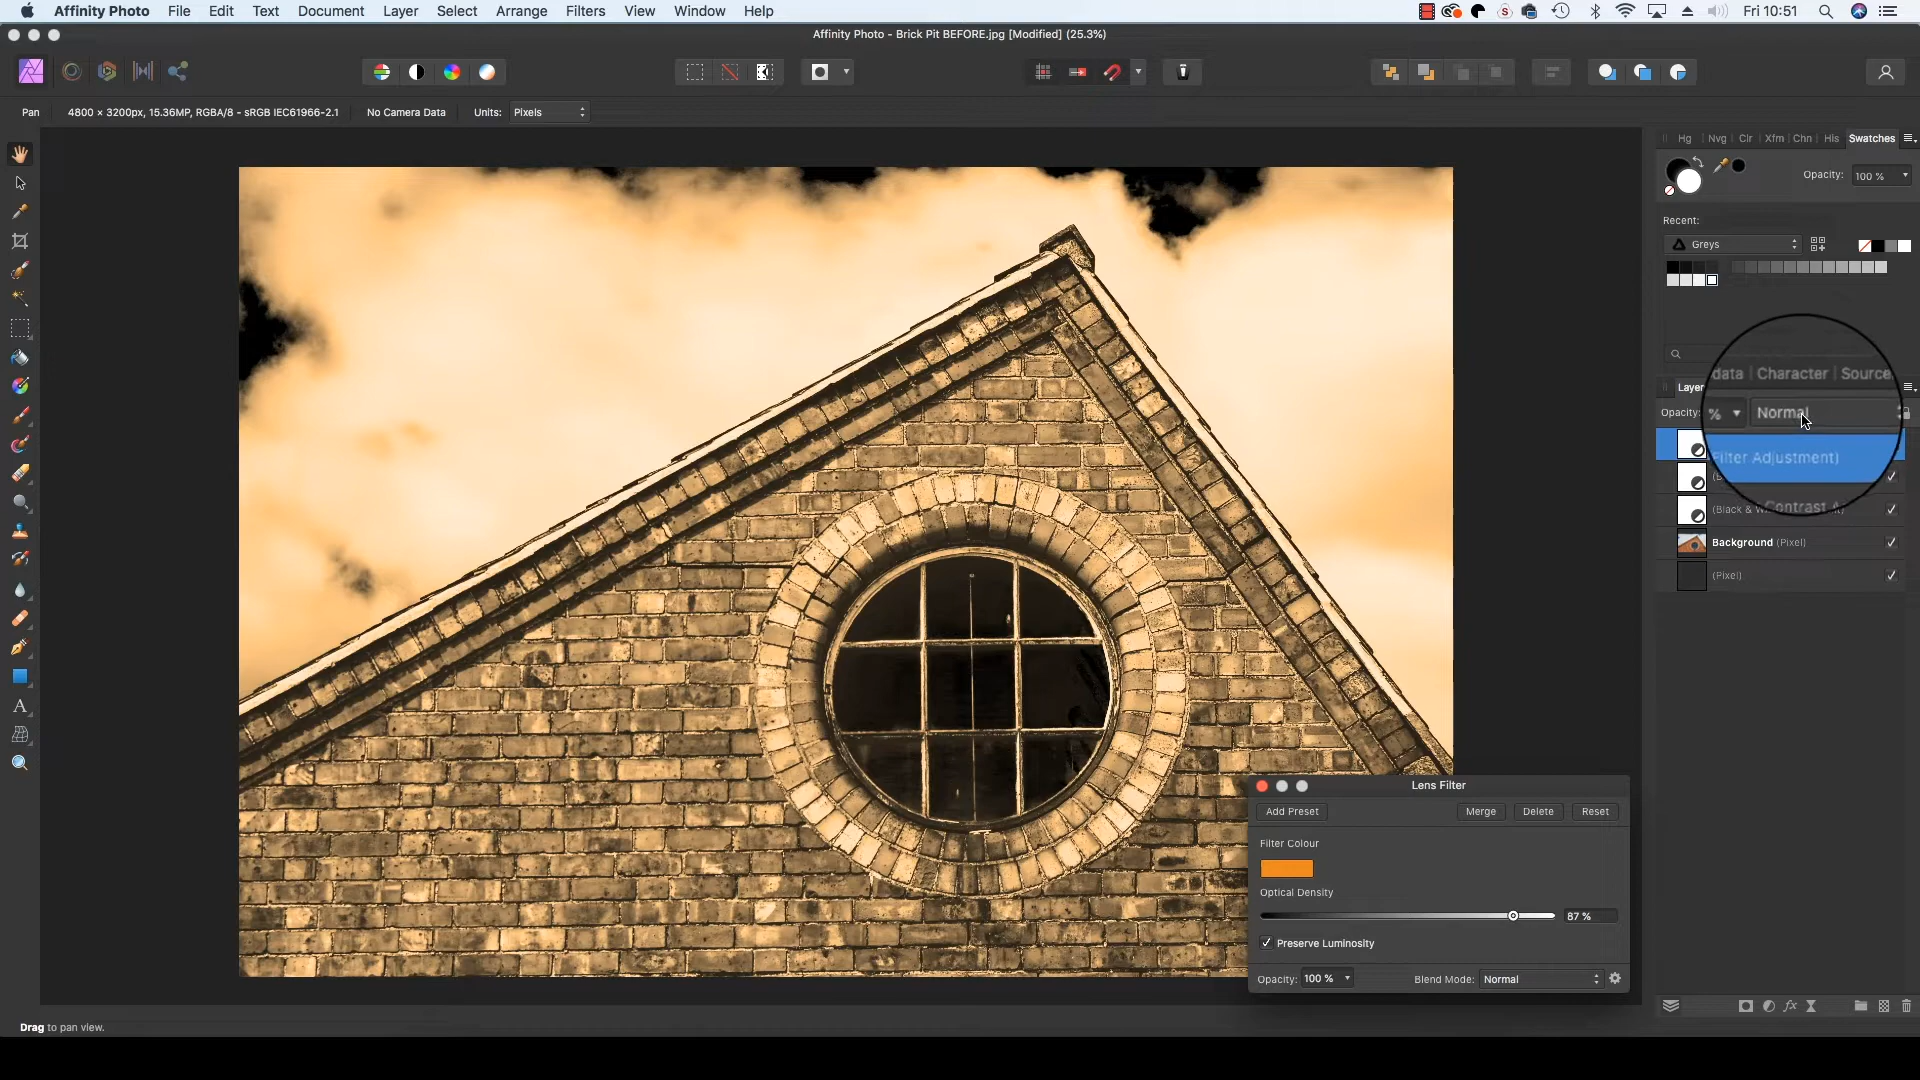 Affinity Photo File Edit Text Document Layer Select Arrange Filters View Window Help Fri 10:51
Affinity Photo - Brick Pit BEFORE.jpg [Modified] (25.3%)
Pan 4800 × 3200px, 15.36MP, RGBA/8 - sRGB IEC61966-2.1 No Camera Data Units: Pixels
Hg Nvg Clr Xfm Chn His Swatches
Opacity: 100 %
Recent:
Greys
data Character Source
Layer
Opacity: % Normal
Filter Adjustment)
(Black & Contrast
Background (Pixel)
(Pixel)
Lens Filter
Add Preset Merge Delete Reset
Filter Colour
Optical Density
87 %
Preserve Luminosity
Opacity: 100 % Blend Mode: Normal
Drag to pan view.